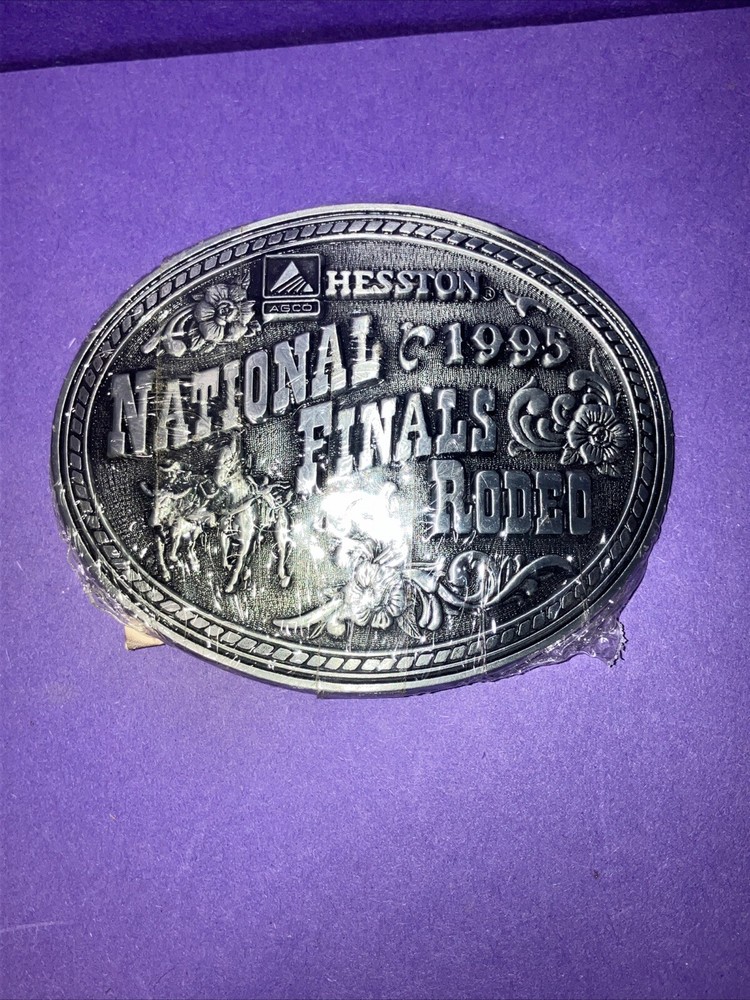 HESSTON®
AGCO
1995
NATIONAL
FINALS
RODEO